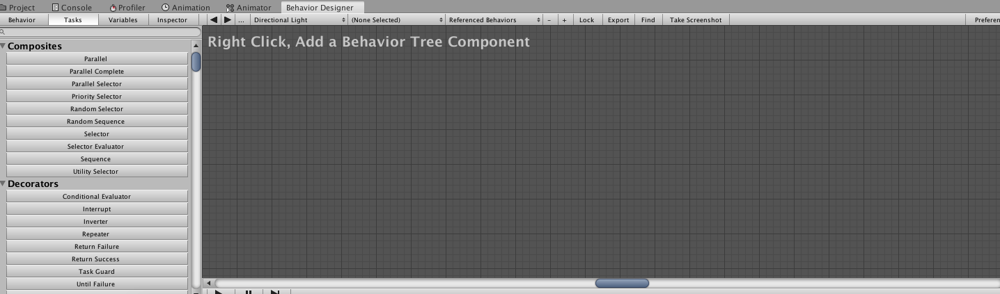 Project Console Profiler Animation Animator Behavior Designer
Behavior Tasks Variables Inspector ... Directional Light (None Selected) Referenced Behaviors - + Lock Export Find Take Screenshot Preferen
Right Click, Add a Behavior Tree Component
Composites
Parallel
Parallel Complete
Parallel Selector
Priority Selector
Random Selector
Random Sequence
Selector
Selector Evaluator
Sequence
Utility Selector
Decorators
Conditional Evaluator
Interrupt
Inverter
Repeater
Return Failure
Return Success
Task Guard
Until Failure